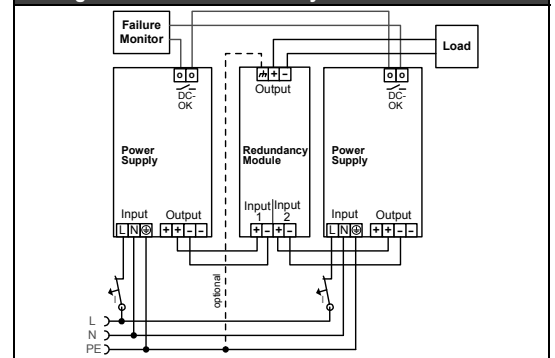 Failure
Monitor
Load
DC-
OK
+ –
Output
DC-
OK
Power
Supply
Redundancy
Module
Power
Supply
Input
Output
Input
1
Input
2
Input
Output
L N
+ + – –
+ – + –
L N
+ + – –
I
optional
I
L
N
PE